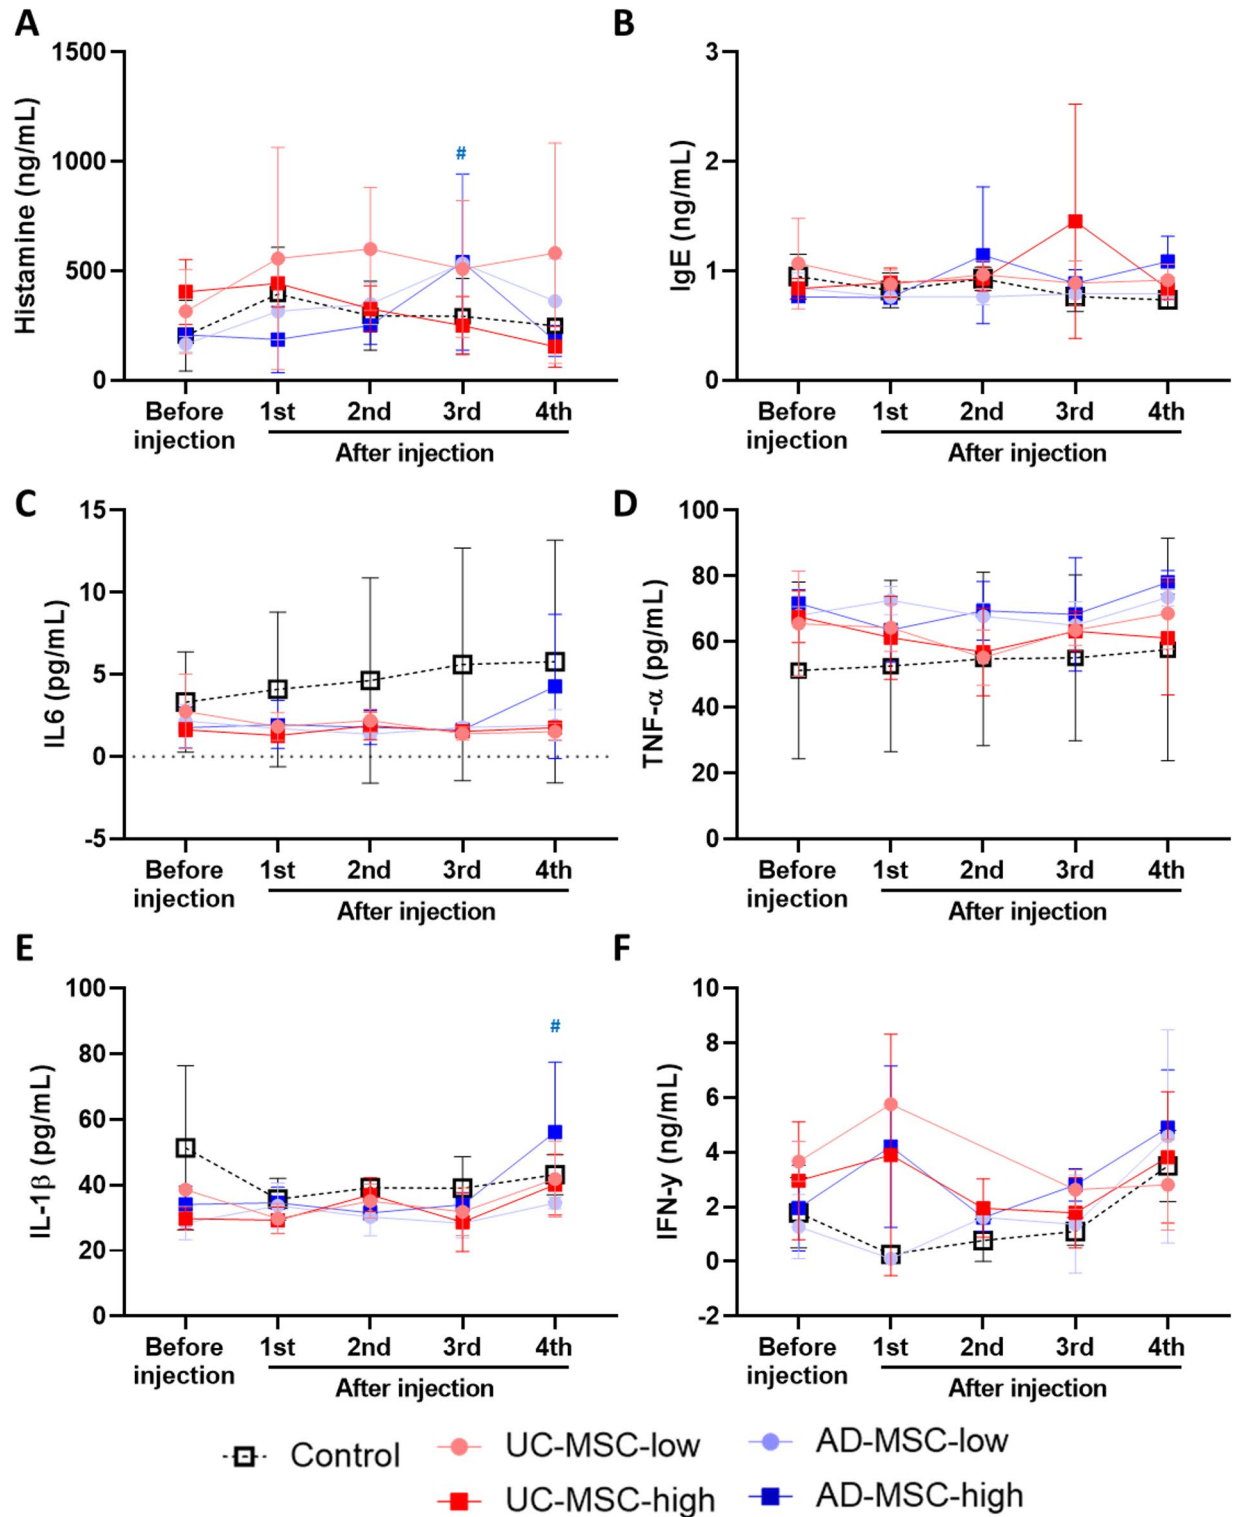 A
Histamine (ng/mL)
1500
1000
500
0
#
Before injection
1st
2nd
3rd
4th
After injection
B
IgE (ng/mL)
3
2
1
0
Before injection
1st
2nd
3rd
4th
After injection
C
IL6 (pg/mL)
15
10
5
0
-5
Before injection
1st
2nd
3rd
4th
After injection
D
TNF-α (pg/mL)
100
80
60
40
20
0
Before injection
1st
2nd
3rd
4th
After injection
E
IL-1β (pg/mL)
100
80
60
40
20
0
#
Before injection
1st
2nd
3rd
4th
After injection
F
IFN-y (ng/mL)
10
8
6
4
2
0
-2
Before injection
1st
2nd
3rd
4th
After injection
Control
UC-MSC-low
AD-MSC-low
UC-MSC-high
AD-MSC-high